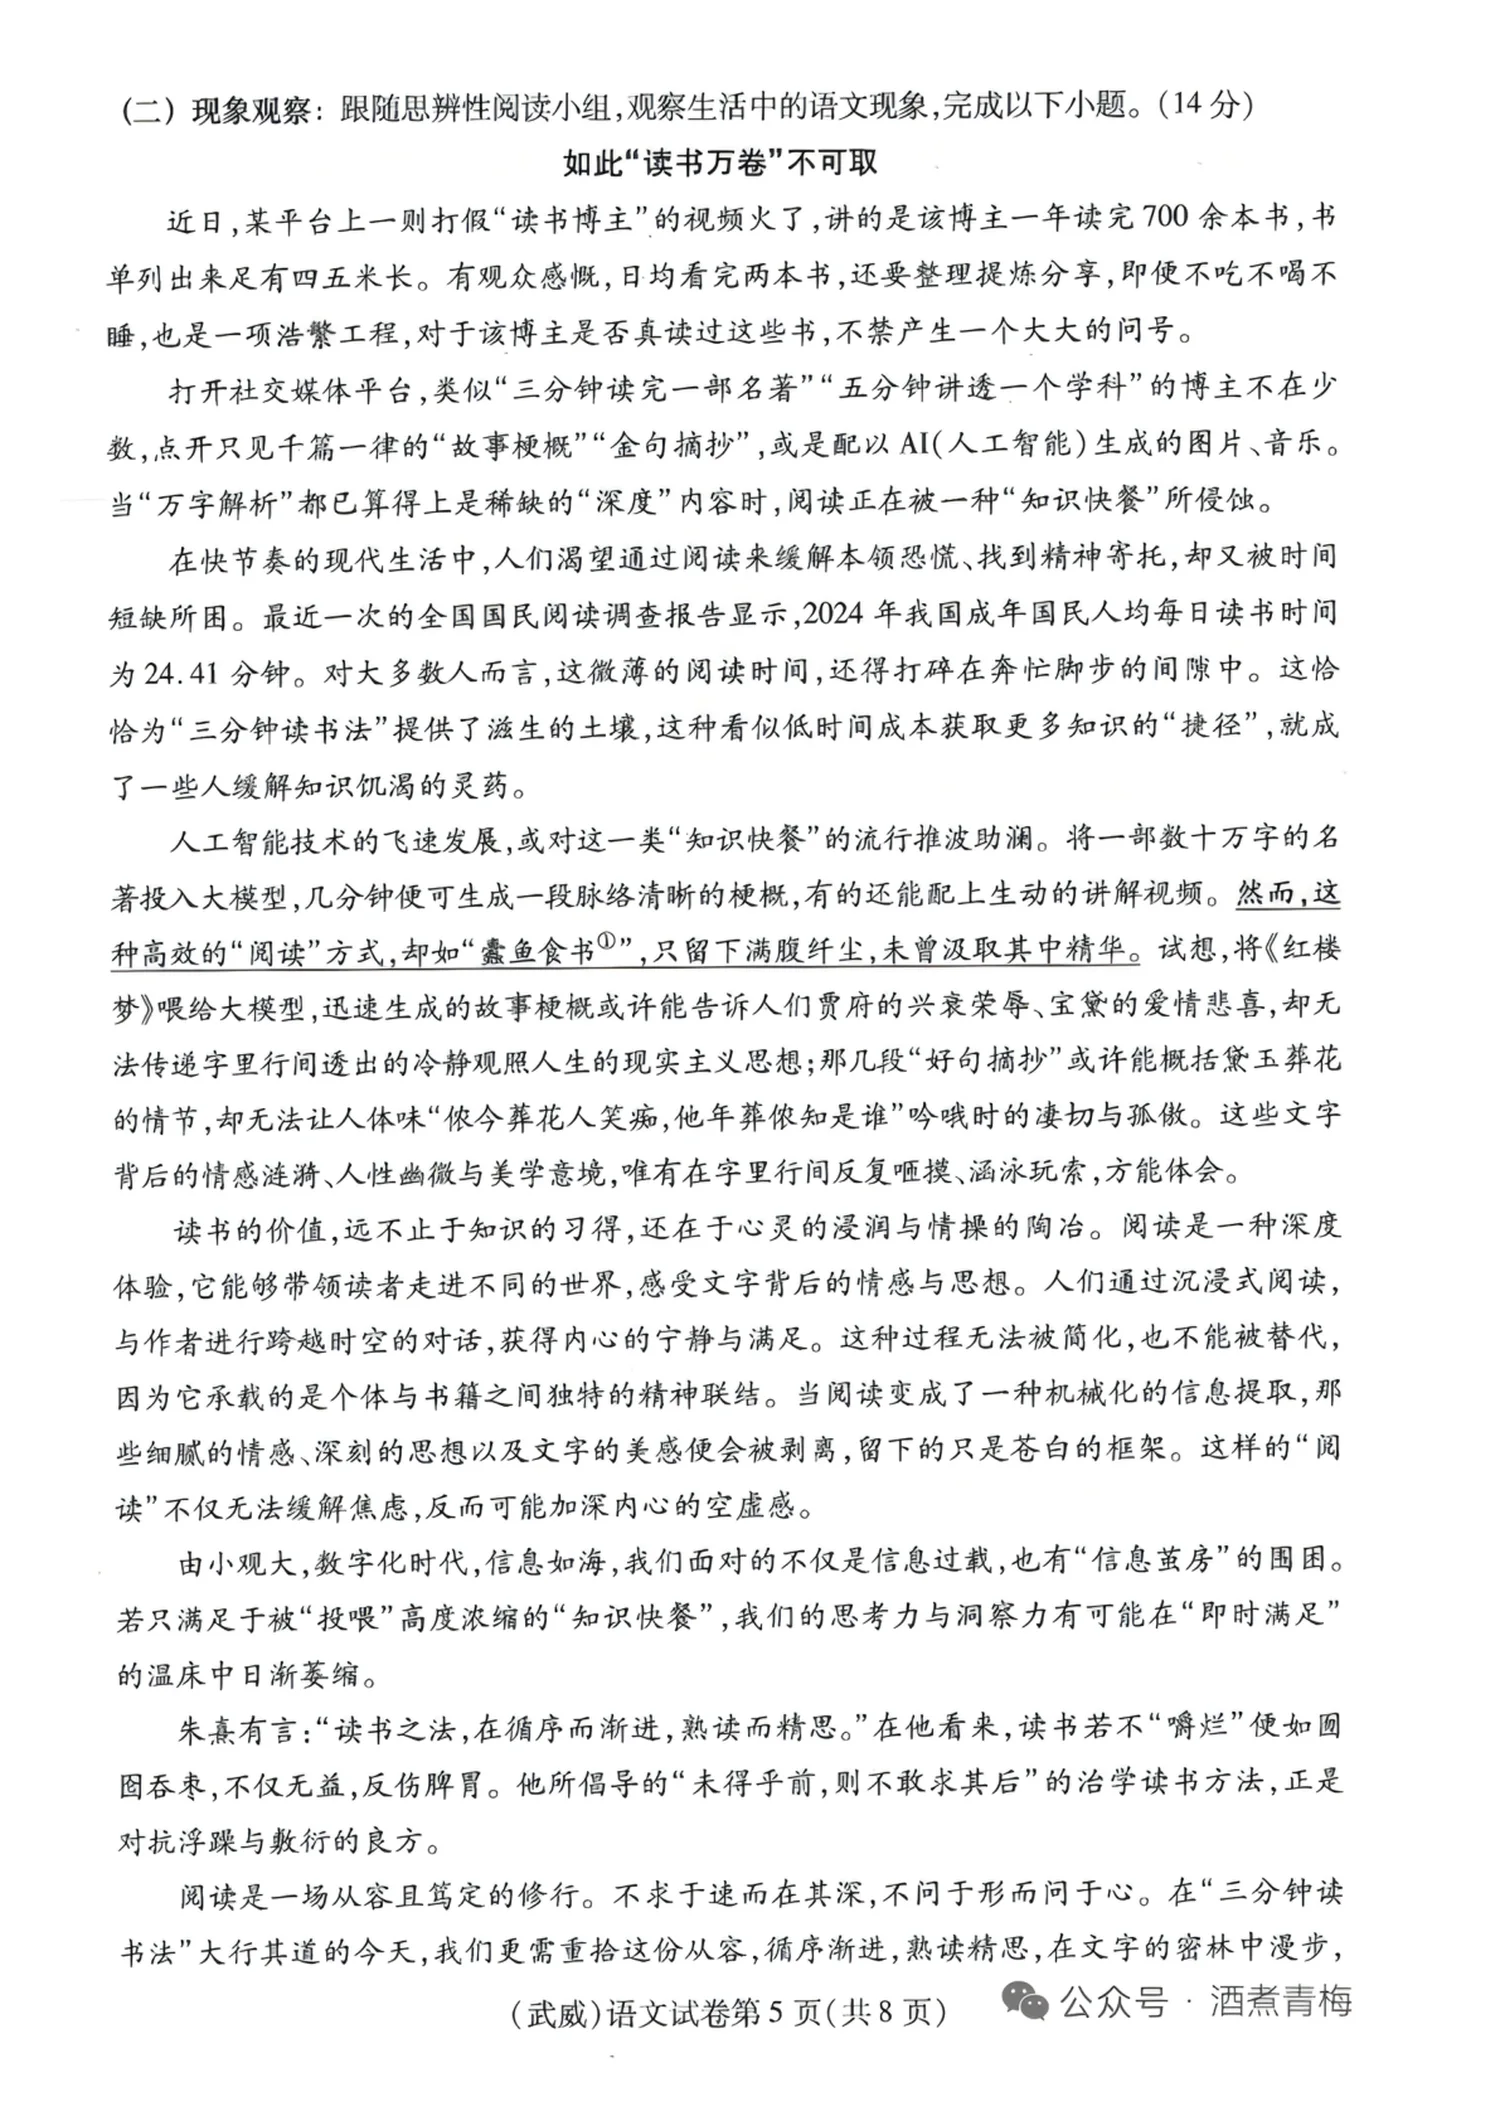 (二)现象观察:跟随思辨性阅读小组,观察生活中的语文现象,完成以下小题。(14分)
如此“读书万卷”不可取
近日,某平台上一则打假“读书博主”的视频火了,讲的是该博主一年读完700余本书,书
单列出来足有四五米长。有观众感慨,日均看完两本书,还要整理提炼分享,即便不吃不喝不
睡,也是一项浩繁工程,对于该博主是否真读过这些书,不禁产生一个大大的问号。
打开社交媒体平台,类似“三分钟读完一部名著”“五分钟讲透一个学科”的博主不在少
数,点开只见千篇一律的“故事梗概”“金句摘抄”,或是配以AI(人工智能)生成的图片、音乐。
当“万字解析”都已算得上是稀缺的“深度”内容时,阅读正在被一种“知识快餐”所侵蚀。
在快节奏的现代生活中,人们渴望通过阅读来缓解本领恐慌、找到精神寄托,却又被时间
短缺所困。最近一次的全国国民阅读调查报告显示,2024年我国成年国民人均每日读书时间
为24.41分钟。对大多数人而言,这微薄的阅读时间,还得打碎在奔忙脚步的间隙中。这恰
恰为“三分钟读书法”提供了滋生的土壤,这种看似低时间成本获取更多知识的“捷径”,就成
了一些人缓解知识饥渴的灵药。
人工智能技术的飞速发展,或对这一类“知识快餐”的流行推波助澜。将一部数十万字的名
著投入大模型,几分钟便可生成一段脉络清晰的梗概,有的还能配上生动的讲解视频。然而,这
种高效的“阅读”方式,却如“蠹鱼食书①”,只留下满腹纤尘,未曾汲取其中精华。试想,将《红楼
梦》喂给大模型,迅速生成的故事梗概或许能告诉人们贾府的兴衰荣辱、宝黛的爱情悲喜,却无
法传递字里行间透出的冷静观照人生的现实主义思想;那几段“好句摘抄”或许能概括黛玉葬花
的情节,却无法让人体味“侬今葬花人笑痴,他年葬侬知是谁”吟哦时的凄切与孤傲。这些文字
背后的情感涟漪、人性幽微与美学意境,唯有在字里行间反复咂摸、涵泳玩索,方能体会。
读书的价值,远不止于知识的习得,还在于心灵的浸润与情操的陶冶。阅读是一种深度
体验,它能够带领读者走进不同的世界,感受文字背后的情感与思想。人们通过沉浸式阅读,
与作者进行跨越时空的对话,获得内心的宁静与满足。这种过程无法被简化,也不能被替代,
因为它承载的是个体与书籍之间独特的精神联结。当阅读变成了一种机械化的信息提取,那
些细腻的情感、深刻的思想以及文字的美感便会被剥离,留下的只是苍白的框架。这样的“阅
读”不仅无法缓解焦虑,反而可能加深内心的空虚感。
由小观大,数字化时代,信息如海,我们面对的不仅是信息过载,也有“信息茧房”的围困。
若只满足于被“投喂”高度浓缩的“知识快餐”,我们的思考力与洞察力有可能在“即时满足”
的温床中日渐萎缩。
朱熹有言:“读书之法,在循序而渐进,熟读而精思。”在他看来,读书若不“嚼烂”便如囫
囵吞枣,不仅无益,反伤脾胃。他所倡导的“未得乎前,则不敢求其后”的治学读书方法,正是
对抗浮躁与敷衍的良方。
阅读是一场从容且笃定的修行。不求于速而在其深,不问于形而问于心。在“三分钟读
书法”大行其道的今天,我们更需重拾这份从容,循序渐进,熟读精思,在文字的密林中漫步,
(武威)语文试卷第5页(共8页)
公众号·酒煮青梅